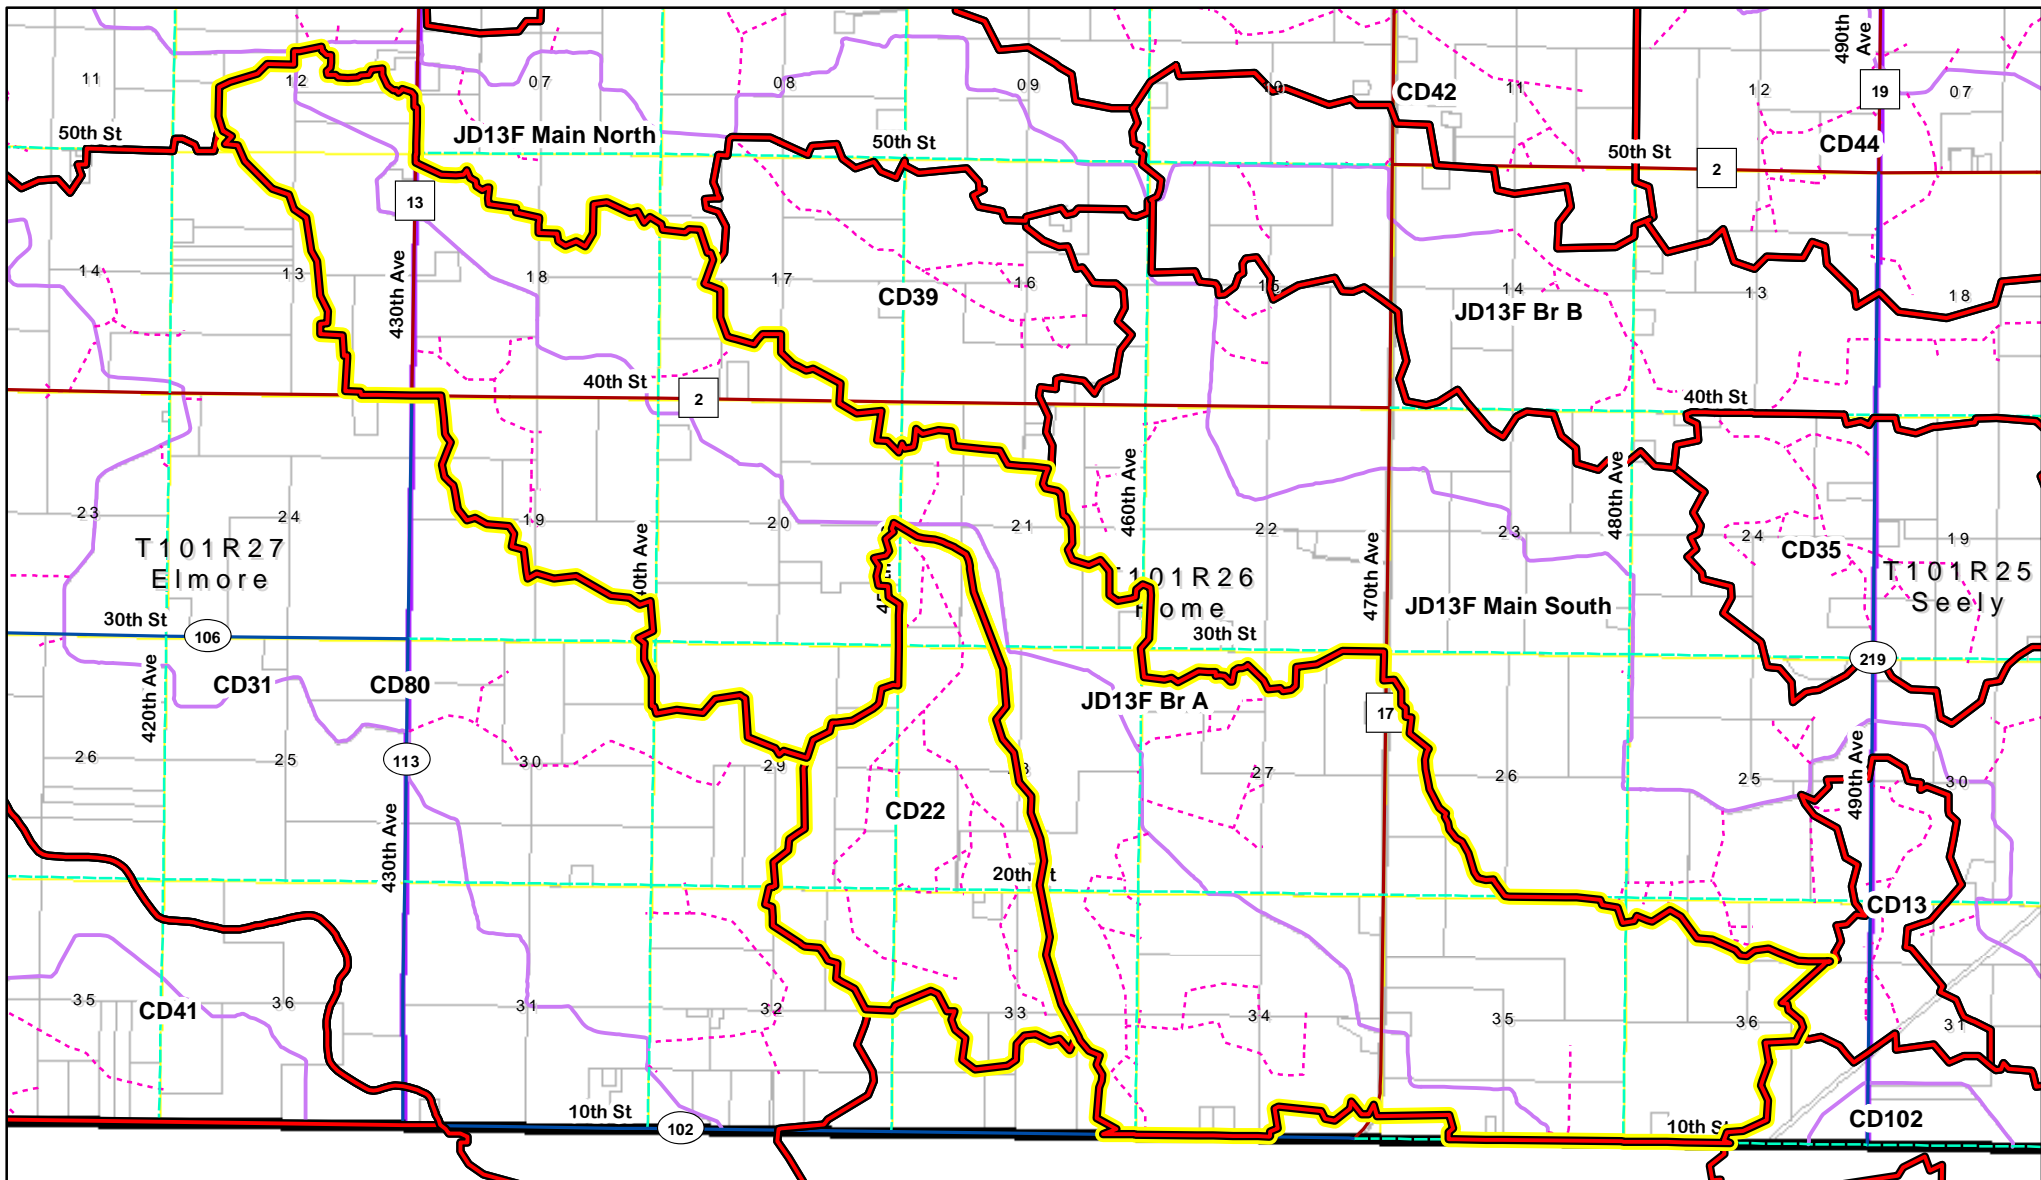 490th Ave
11
12
07
08
09
10
CD42
11
12
19
07
50th St
JD13F Main North
50th St
50th St
2
CD44
13
14
13
430th Ave
18
17
CD39
16
15
JD13F Br B
14
13
18
40th St
2
40th St
23
24
19
20
21
460th Ave
22
470th Ave
23
480th Ave
24
CD35
19
T101R27
Elmore
101R26
Home
T101R25
Seely
30th St
106
JD13F Main South
30th St
219
420th Ave
CD31
CD80
JD13F Br A
17
26
25
113
30
29
27
26
25
490th Ave
30
430th Ave
CD22
20th St
CD13
35
CD41
36
31
32
33
34
35
36
31
10th St
102
10th St
CD102